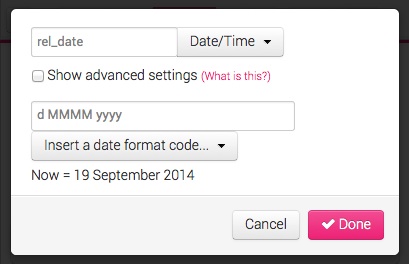 rel_date Date/Time
Show advanced settings (What is this?)
d MMMM yyyy
Insert a date format code...
Now = 19 September 2014
Cancel Done